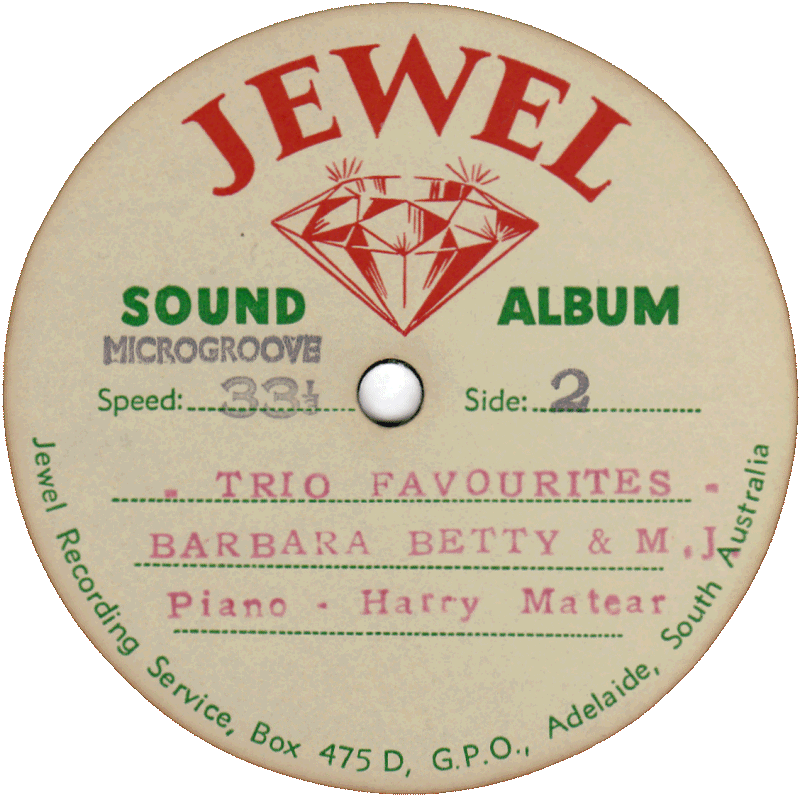 JEWEL
SOUND ALBUM
MICROGROOVE
Speed: 33⅓ Side: 2
- TRIO FAVOURITES -
BARBARA BETTY & M.J.
Piano - Harry Matear
Jewel Recording Service, Box 475 D, G.P.O., Adelaide, South Australia